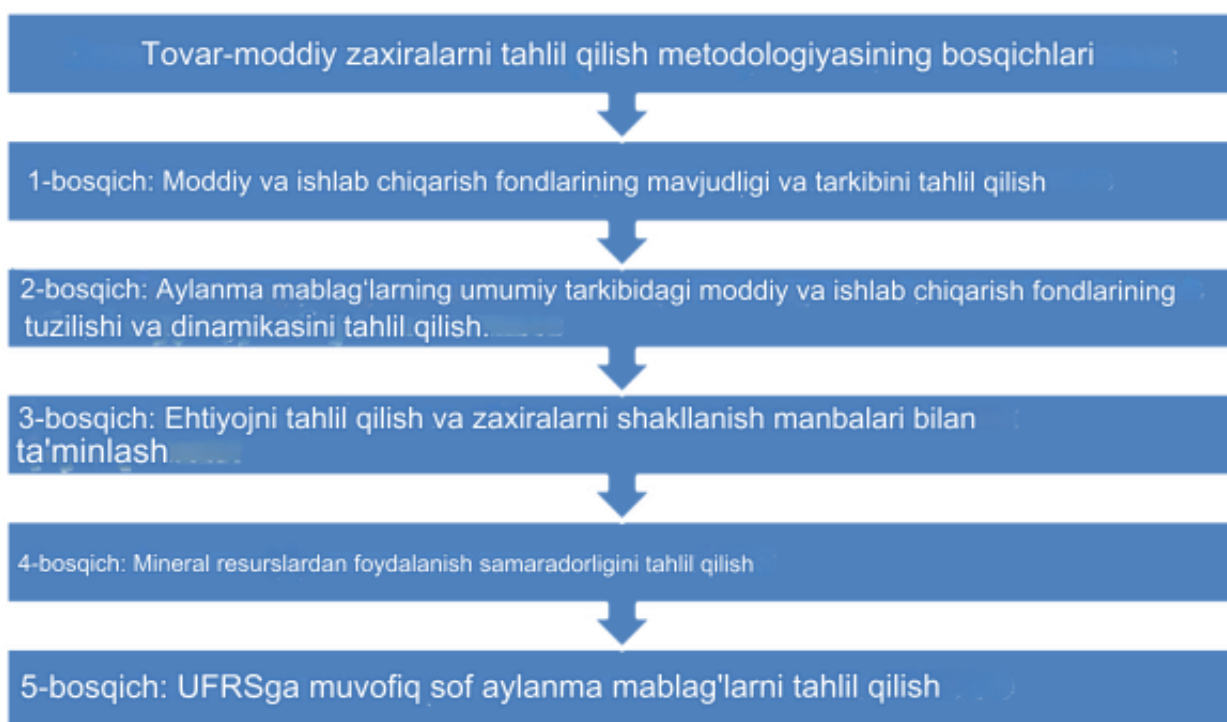 Tovar-moddiy zaxiralarni tahlil qilish metodologiyasining bosqichlari
1-bosqich: Moddiy va ishlab chiqarish fondlarining mavjudligi va tarkibini tahlil qilish
2-bosqich: Aylanma mablag‘larning umumiy tarkibidagi moddiy va ishlab chiqarish fondlarining
tuzilishi va dinamikasini tahlil qilish.
3-bosqich: Ehtiyojni tahlil qilish va zaxiralarni shakllanish manbalari bilan
ta'minlash
4-bosqich: Mineral resurslardan foydalanish samaradorligini tahlil qilish
5-bosqich: UFRSga muvofiq sof aylanma mablag'larni tahlil qilish